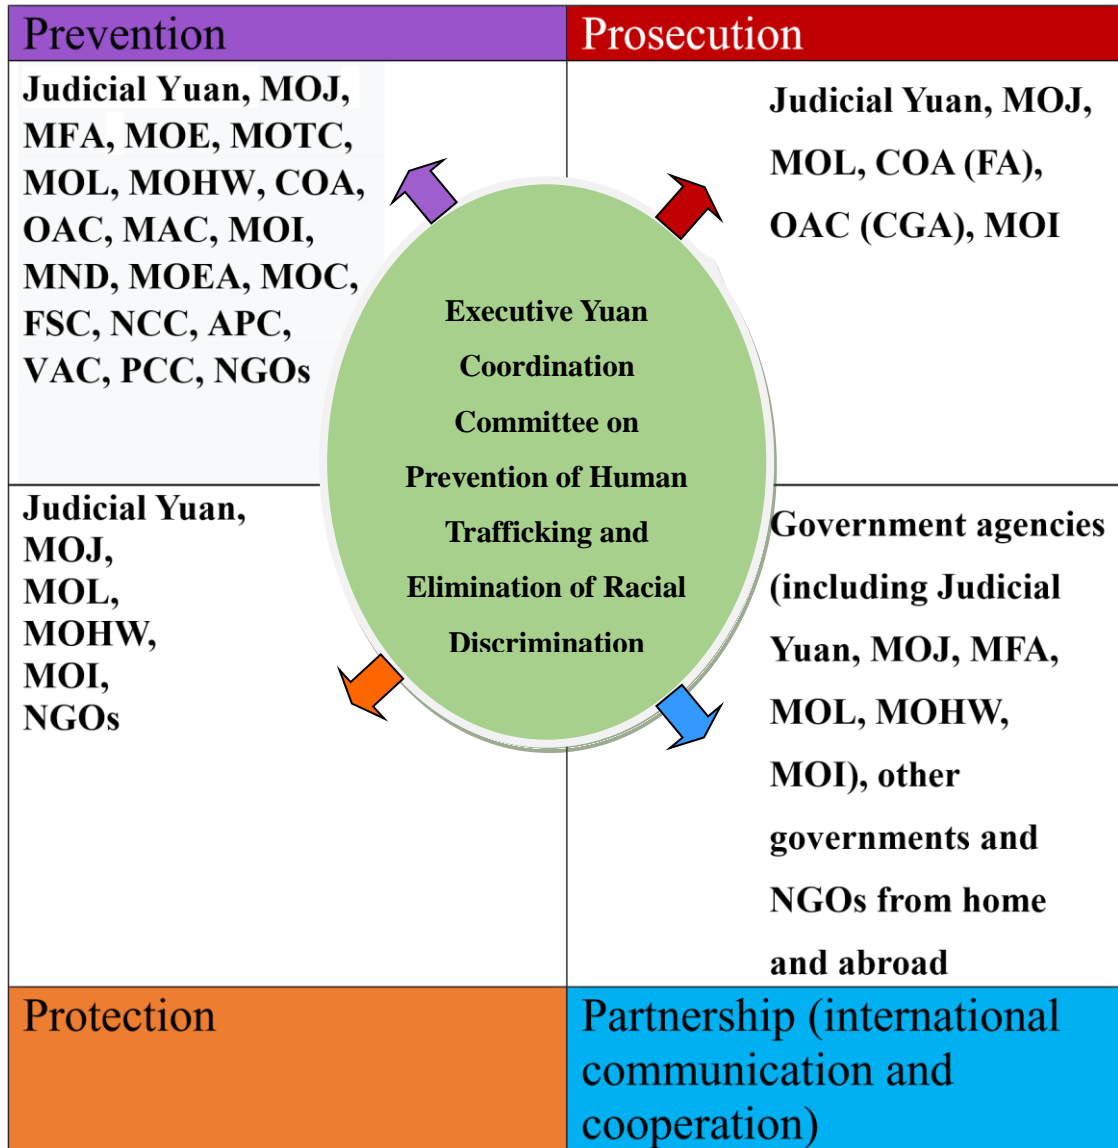 Prevention
Judicial Yuan, MOJ,
MFA, MOE, MOTC,
MOL, MOHW, COA,
OAC, MAC, MOI,
MND, MOEA, MOC,
FSC, NCC, APC,
VAC, PCC, NGOs
Prosecution
Judicial Yuan, MOJ,
MOL, COA (FA),
OAC (CGA), MOI
Executive Yuan
Coordination
Committee on
Prevention of Human
Trafficking and
Elimination of Racial
Discrimination
Judicial Yuan,
MOJ,
MOL,
MOHW,
MOI,
NGOs
Protection
Government agencies
(including Judicial
Yuan, MOJ, MFA,
MOL, MOHW,
MOI), other
governments and
NGOs from home
and abroad
Partnership (international
communication and
cooperation)